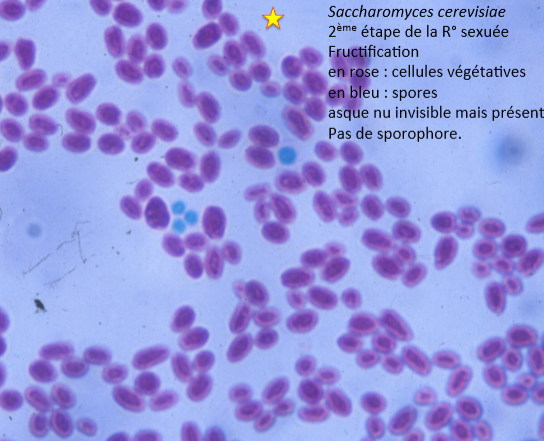 Saccharomyces cerevisiae
2ème étape de la R° sexuée
Fructification
en rose : cellules végétatives
en bleu : spores
asque nu invisible mais présent
Pas de sporophore.